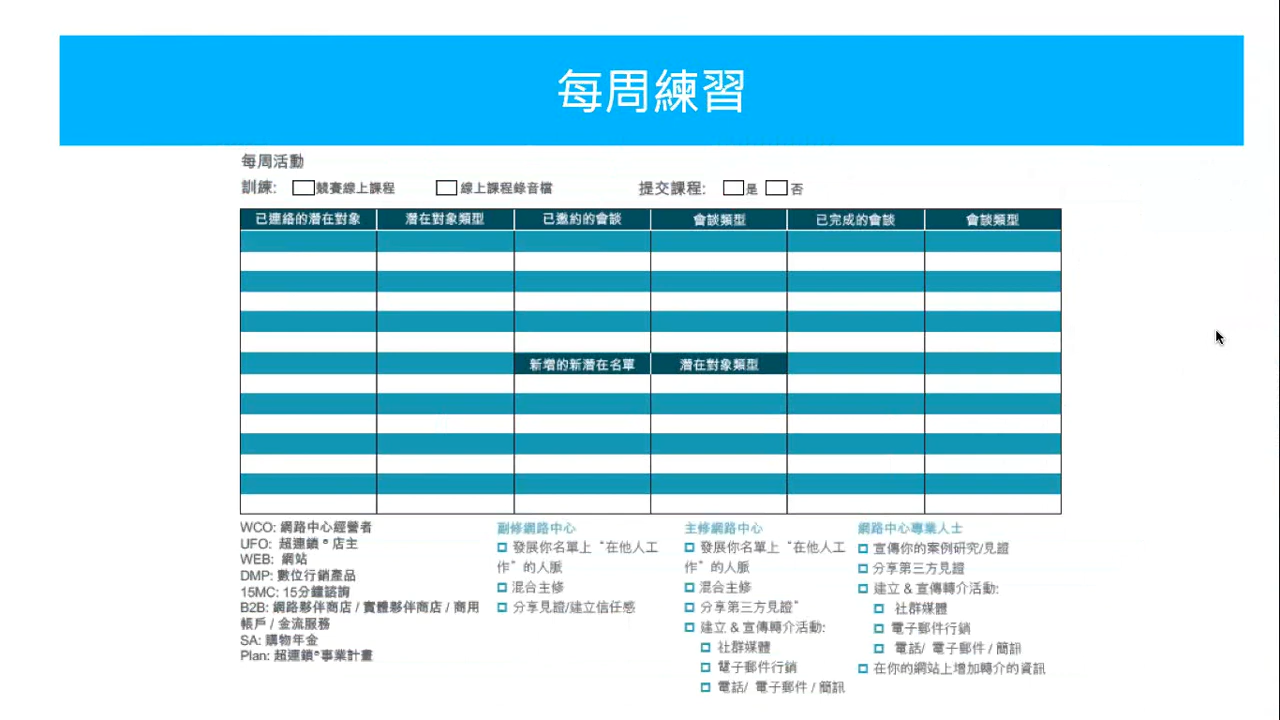 每周練習
每周活動
訓練: 競賽線上課程 線上課程錄音檔 提交課程: 是 否
已連絡的潛在對象 潛在對象類型 已邀約的會談 會談類型 已完成的會談 會談類型
新增的新潛在名單 潛在對象類型
WCO: 網路中心經營者
UFO: 超連鎖®店主
WEB: 網站
DMP: 數位行銷產品
15MC: 15分鐘諮詢
B2B: 網路夥伴商店 / 實體夥伴商店 / 商用
帳戶 / 金流服務
SA: 購物年金
Plan: 超連鎖®事業計畫
副修網路中心
發展你名單上“在他人工
作”的人脈
混合主修
分享見證/建立信任感
主修網路中心
發展你名單上“在他人工
作”的人脈
混合主修
分享第三方見證”
建立 & 宣傳轉介活動:
社群媒體
電子郵件行銷
電話/ 電子郵件 / 簡訊
網路中心專業人士
宣傳你的案例研究/見證
分享第三方見證
建立 & 宣傳轉介活動:
社群媒體
電子郵件行銷
電話/ 電子郵件 / 簡訊
在你的網站上增加轉介的資訊